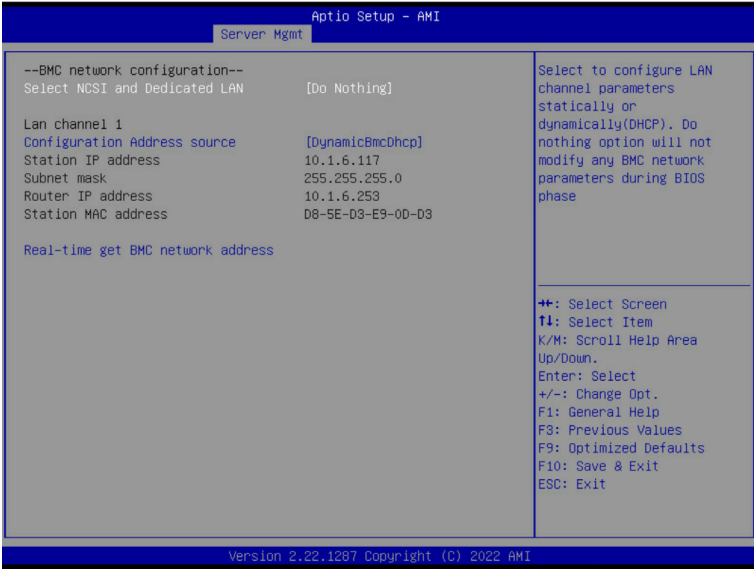 Aptio Setup – AMI
Server Mgmt
--BMC network configuration--
Select NCSI and Dedicated LAN [Do Nothing]
Lan channel 1
Configuration Address source [DynamicBmcDhcp]
Station IP address 10.1.6.117
Subnet mask 255.255.255.0
Router IP address 10.1.6.253
Station MAC address D8-5E-D3-E9-0D-D3
Real-time get BMC network address
Select to configure LAN
channel parameters
statically or
dynamically(DHCP). Do
nothing option will not
modify any BMC network
parameters during BIOS
phase
→←: Select Screen
↑↓: Select Item
K/M: Scroll Help Area
Up/Down.
Enter: Select
+/-: Change Opt.
F1: General Help
F3: Previous Values
F9: Optimized Defaults
F10: Save & Exit
ESC: Exit
Version 2.22.1287 Copyright (C) 2022 AMI